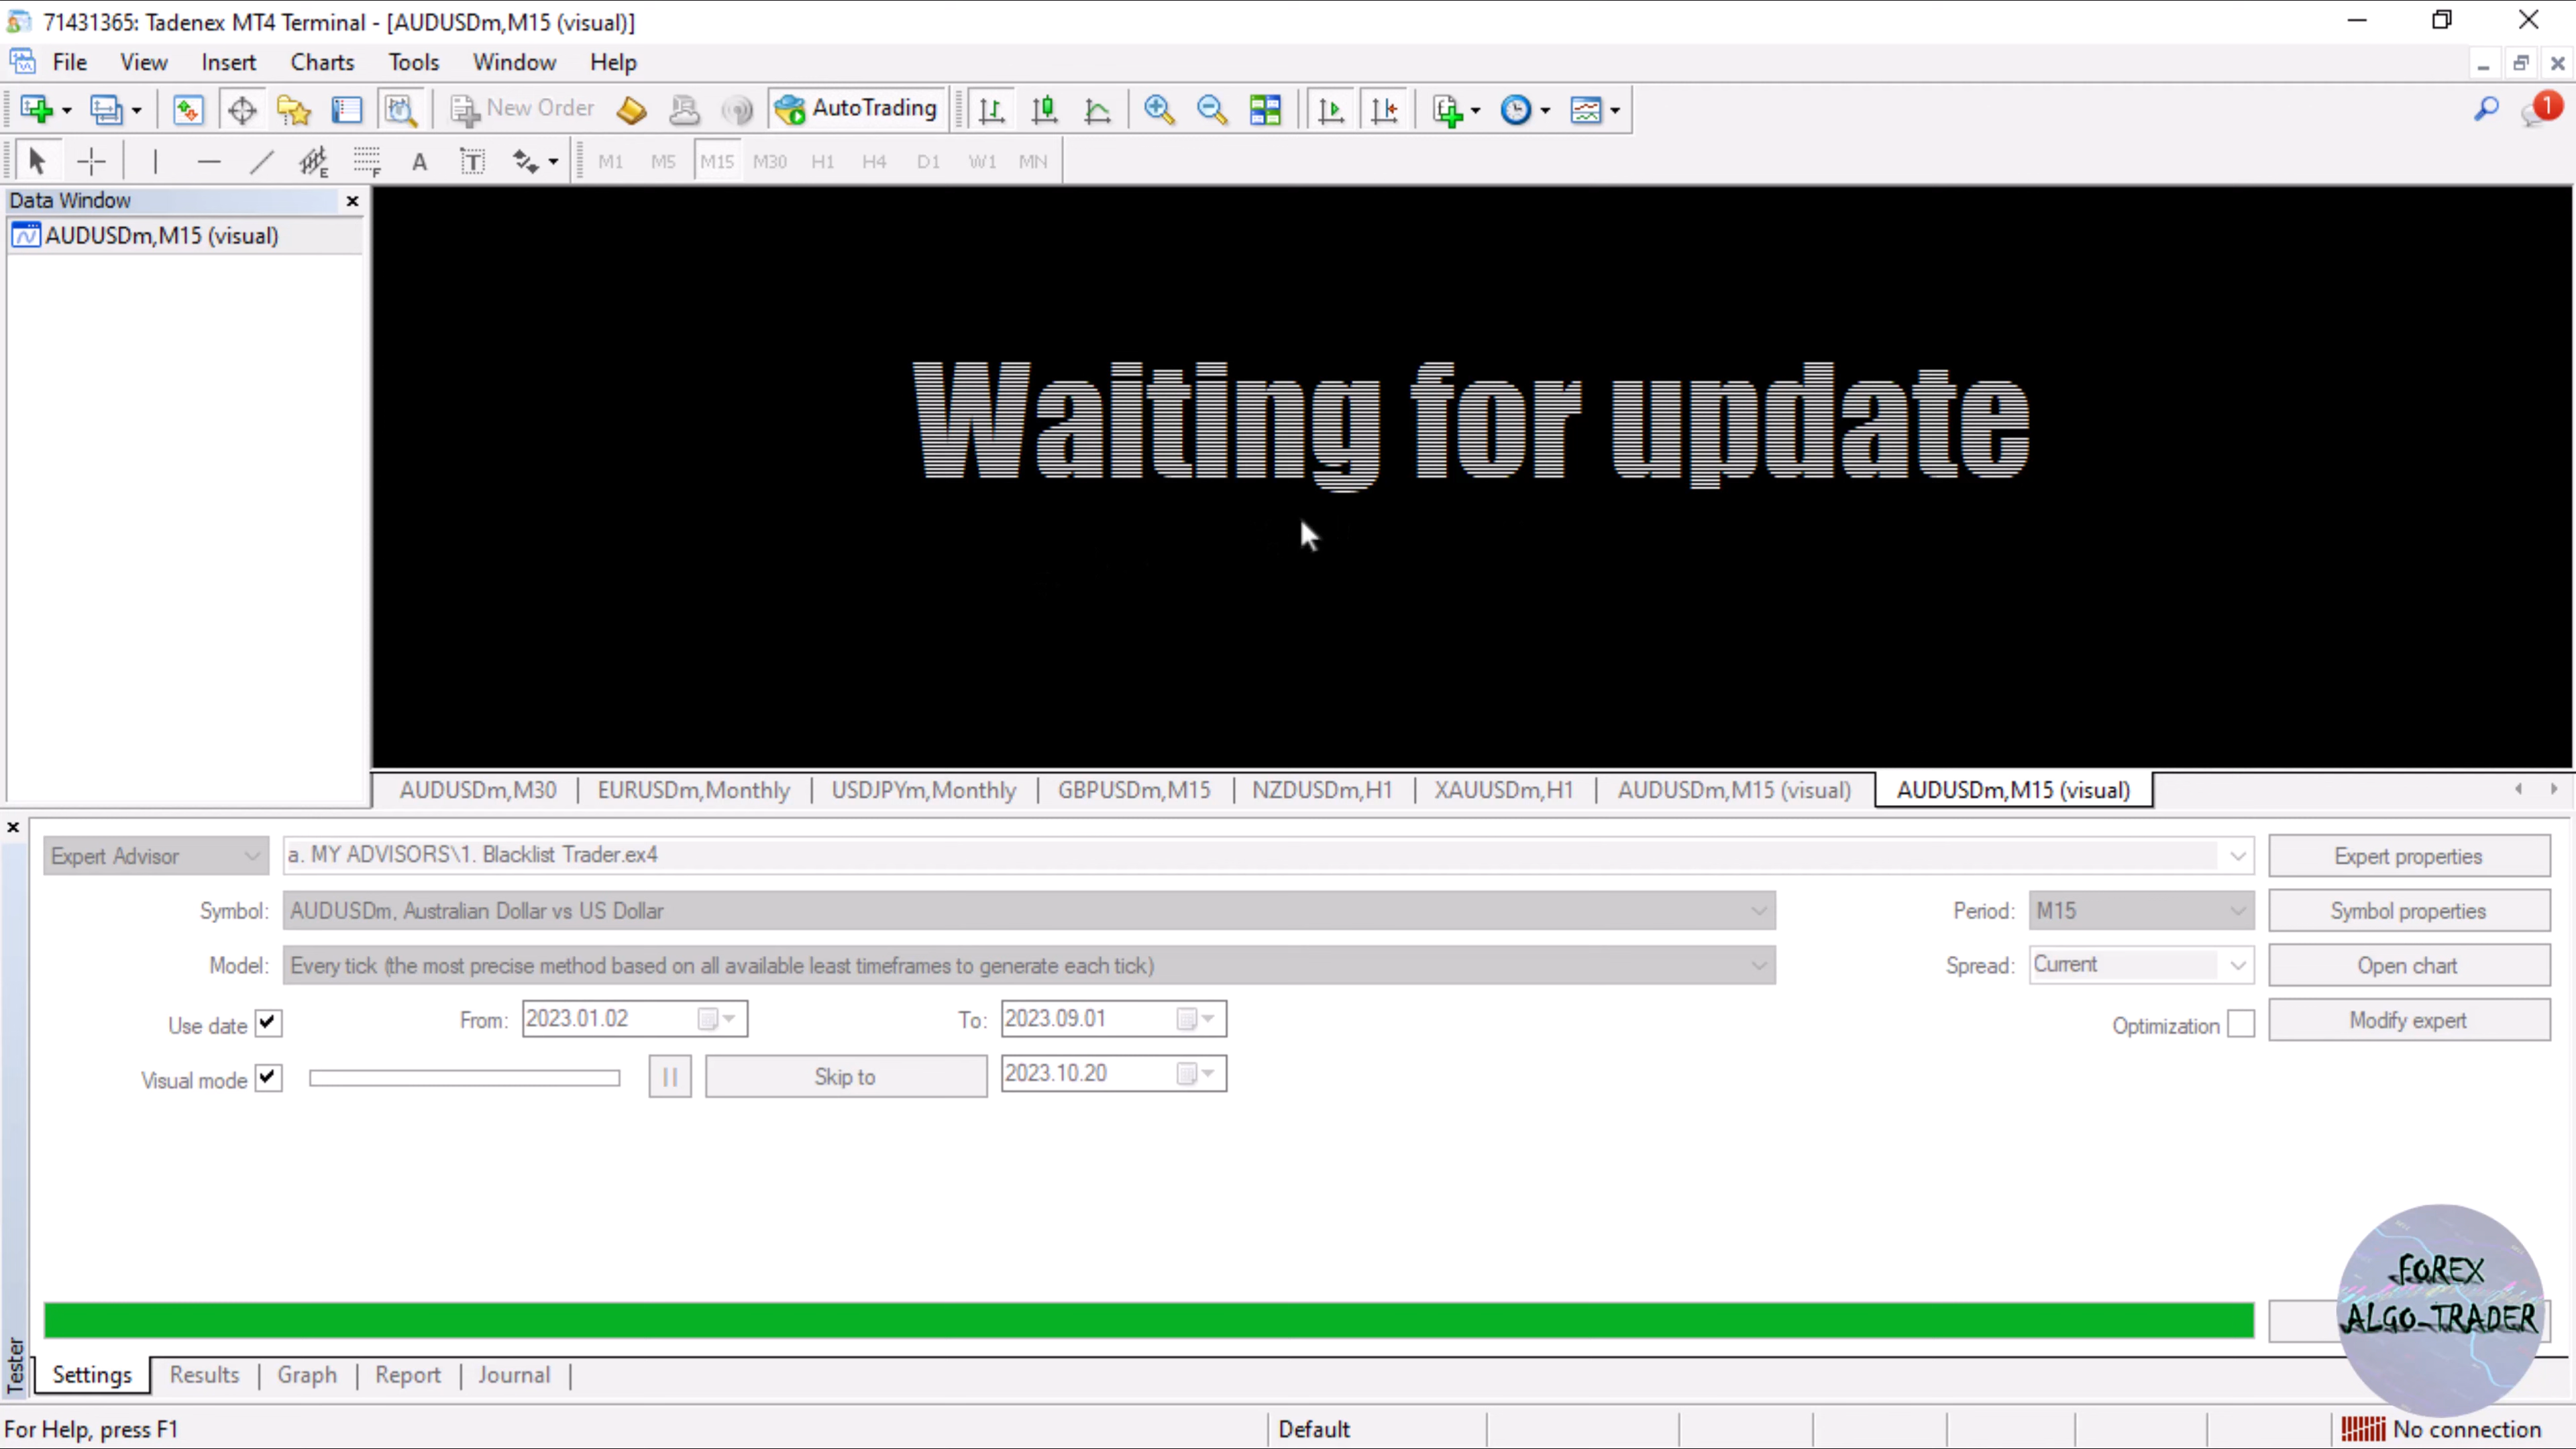 71431365: Tadenex MT4 Terminal - [AUDUSDm,M15 (visual)]
File View Insert Charts Tools Window Help
New Order AutoTrading 1
E F A T M1 M5 M15 M30 H1 H4 D1 W1 MN
Data Window
AUDUSDm,M15 (visual)
Waiting for update
AUDUSDm,M30 | EURUSDm,Monthly | USDJPYm,Monthly | GBPUSDm,M15 | NZDUSDm,H1 | XAUUSDm,H1 | AUDUSDm,M15 (visual) AUDUSDm,M15 (visual)
Expert Advisor a. MY ADVISORS\1. Blacklist Trader.ex4 Expert properties
Symbol: AUDUSDm, Australian Dollar vs US Dollar Period: M15 Symbol properties
Model: Every tick (the most precise method based on all available least timeframes to generate each tick) Spread: Current Open chart
Use date From: 2023.01.02 To: 2023.09.01 Optimization Modify expert
Visual mode Skip to 2023.10.20
FOREX
ALGO_TRADER
Tester
Settings Results | Graph | Report | Journal |
For Help, press F1 Default No connection